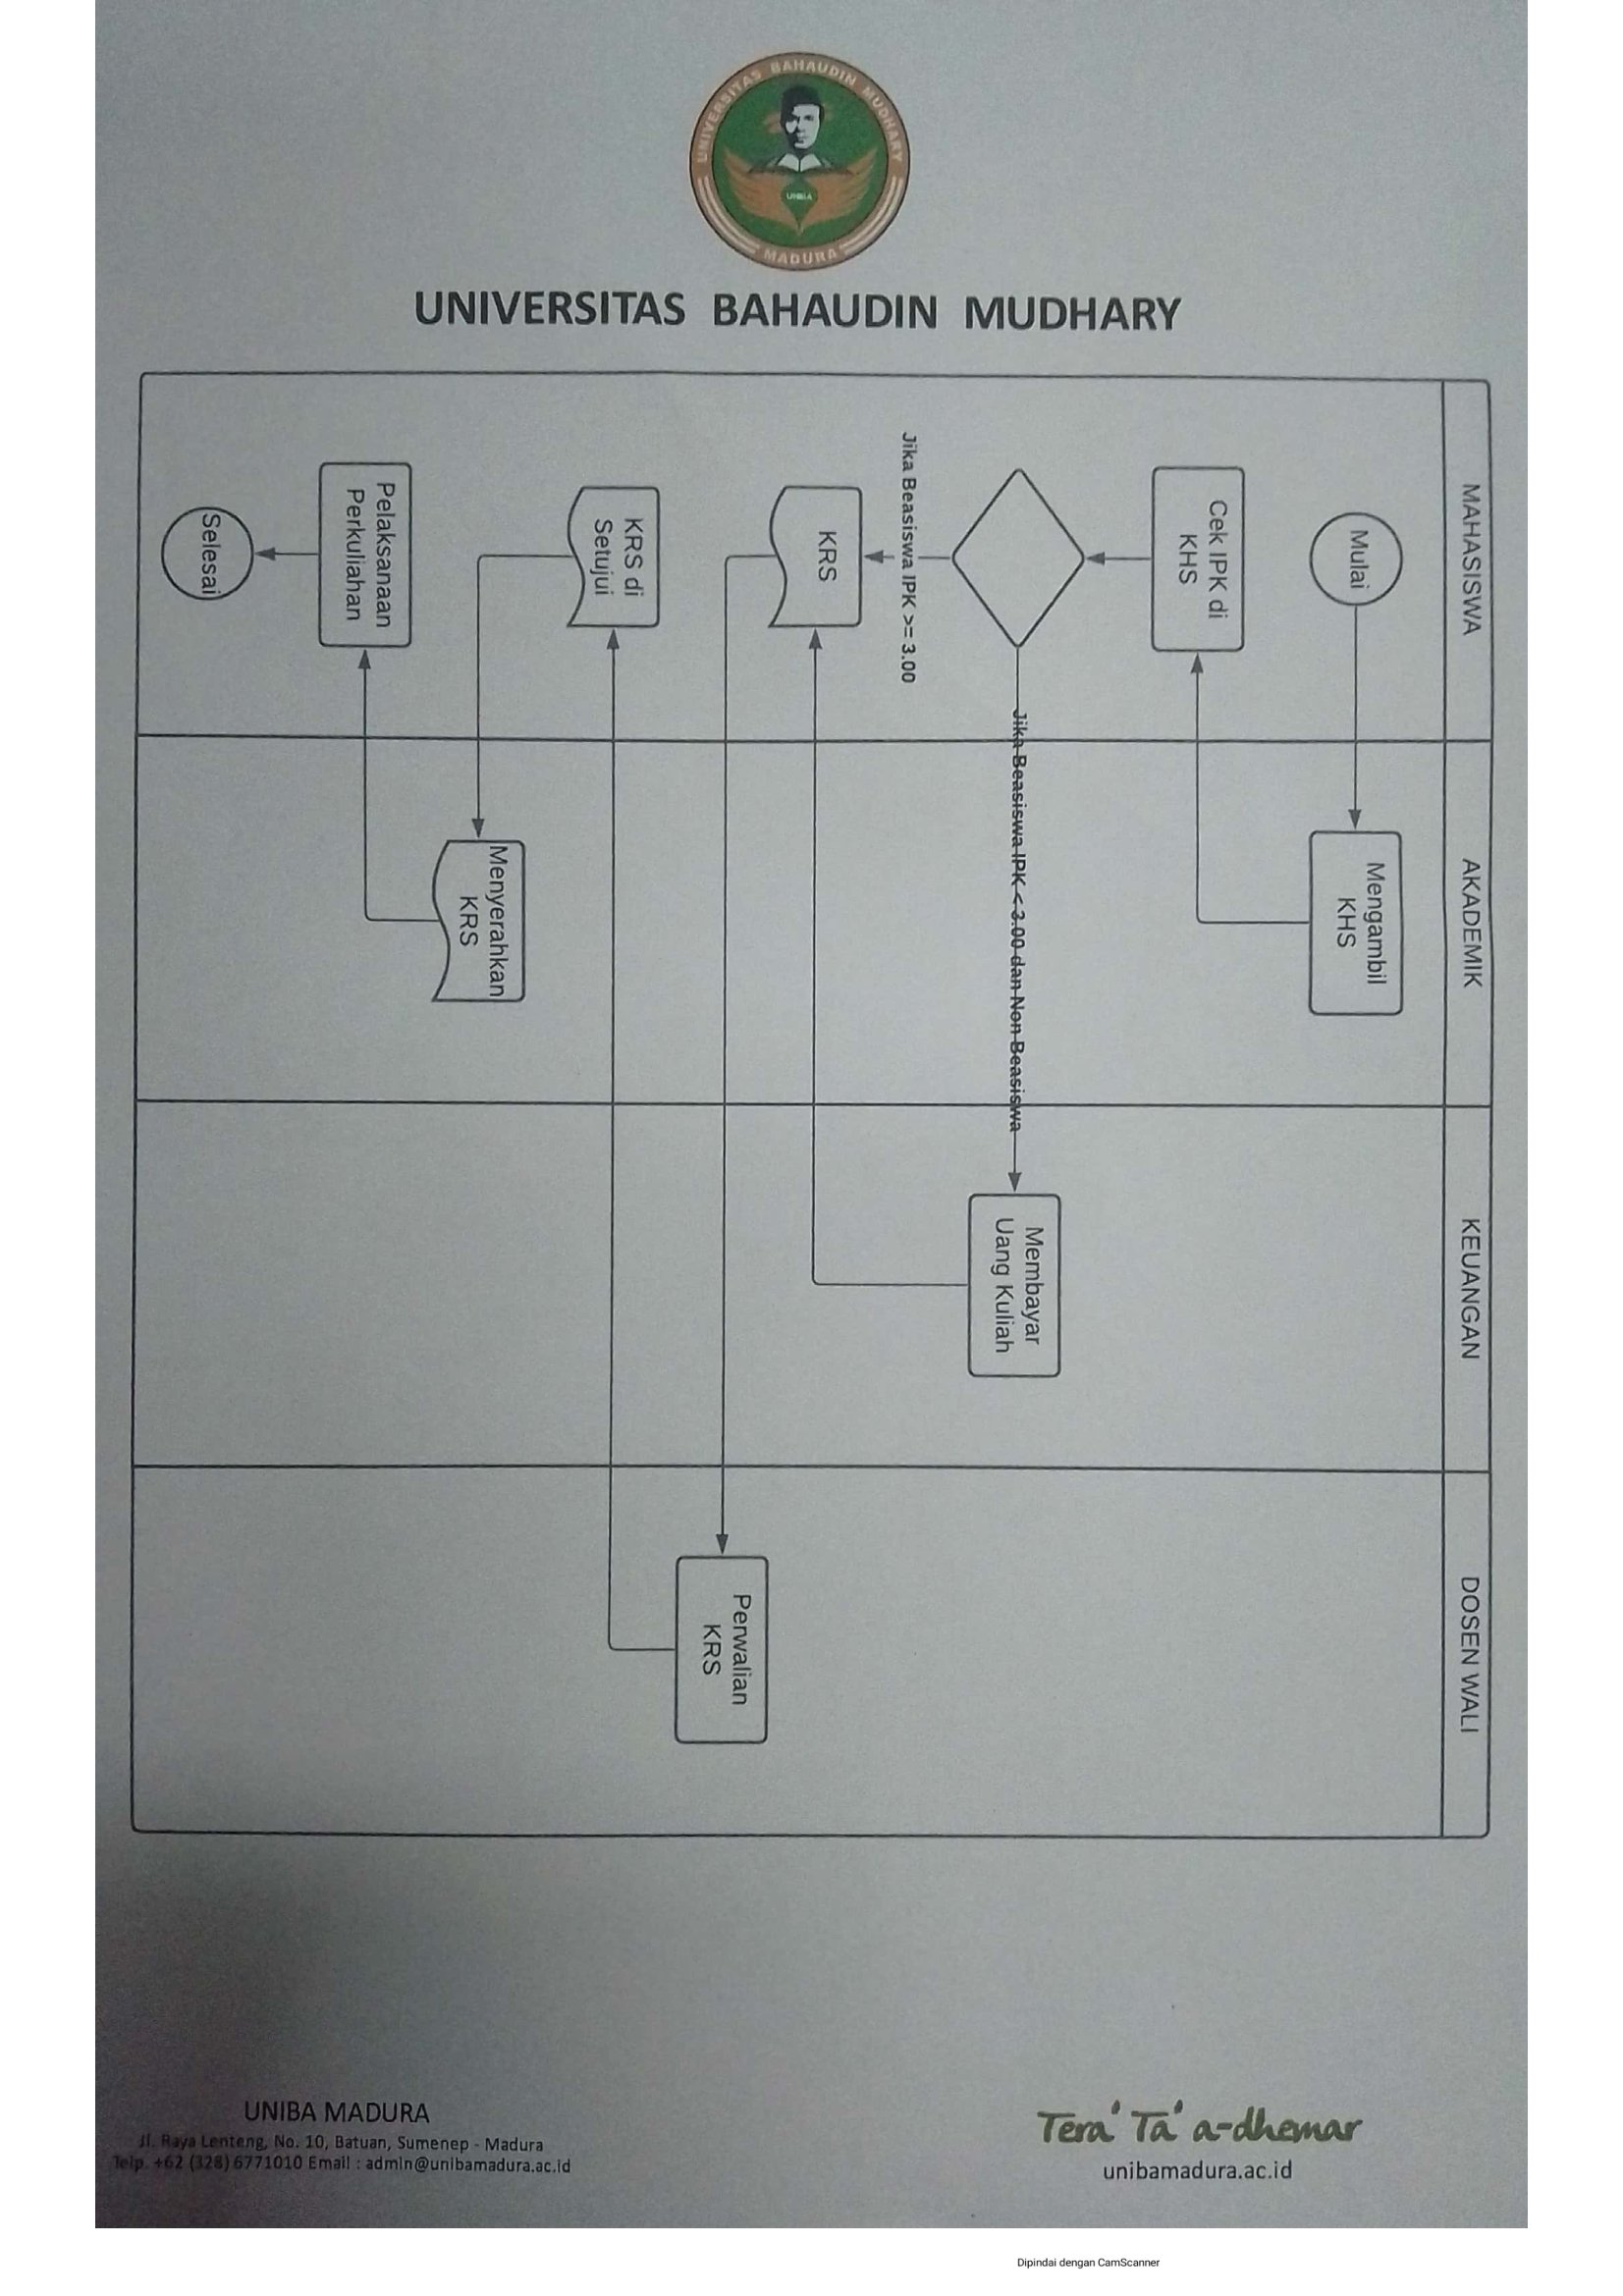 UNIVERSITAS BAHAUDIN MUDHARY
UNIBA
MADURA
UNIVERSITAS BAHAUDIN MUDHARY
MAHASISWA
AKADEMIK
KEUANGAN
DOSEN WALI
Mulai
Mengambil
KHS
Cek IPK di
KHS
Jika Beasiswa IPK < 3.00 dan Non Beasiswa
Membayar
Uang Kuliah
Jika Beasiswa IPK >= 3.00
KRS
Perwalian
KRS
KRS di
Setujui
Menyerahkan
KRS
Pelaksanaan
Perkuliahan
Selesai
UNIBA MADURA
Jl. Raya Lenteng, No. 10, Batuan, Sumenep - Madura
Telp. +62 (328) 6771010 Email : admin@unibamadura.ac.id
Tera' Ta' a-dhemar
unibamadura.ac.id
Dipindai dengan CamScanner